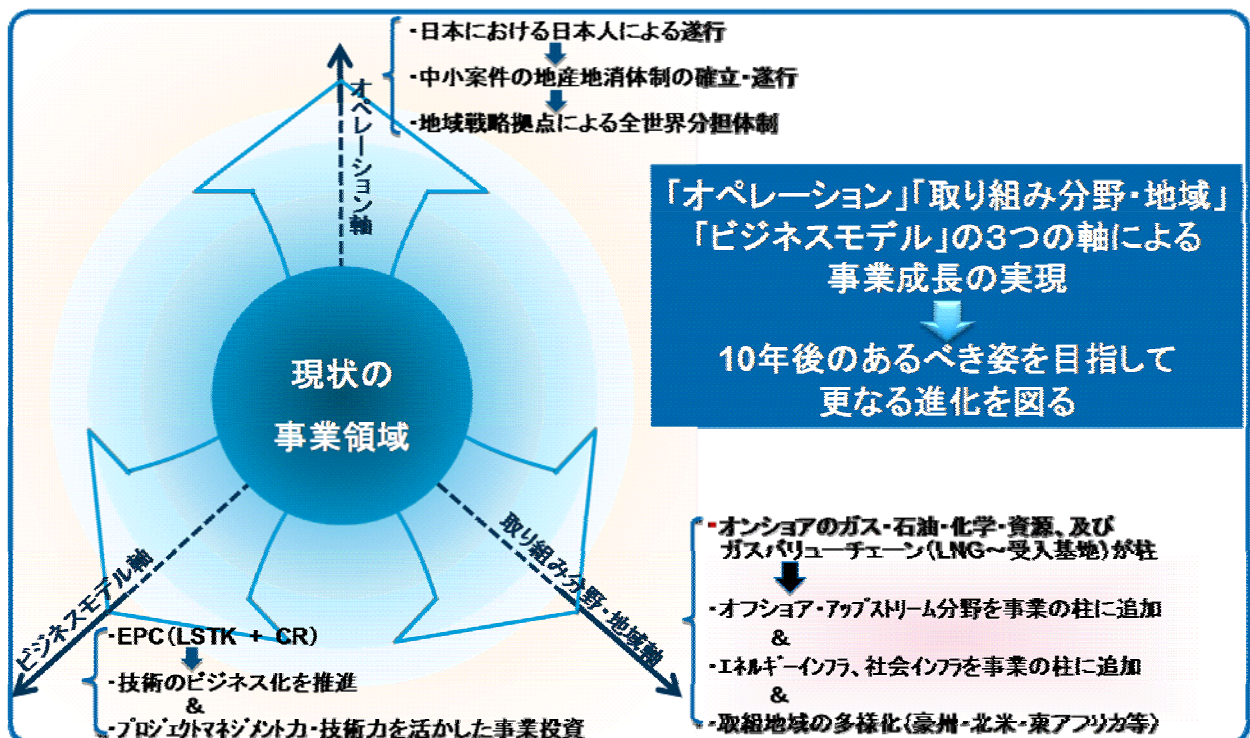 ・日本における日本人による遂行
・中小案件の地産地消体制の確立・遂行
・地域戦略拠点による全世界分担体制
オペレーション軸
「オペレーション」「取り組み分野・地域」
「ビジネスモデル」の3つの軸による
事業成長の実現
10年後のあるべき姿を目指して
更なる進化を図る
現状の
事業領域
取り組み分野・地域軸
・オンショアのガス・石油・化学・資源、及び
ガスバリューチェーン(LNG~受入基地)が柱
・オフショア・アップストリーム分野を事業の柱に追加
&
・エネルギーインフラ、社会インフラを事業の柱に追加
&
・取組地域の多様化(豪州・北米・東アフリカ等)
ビジネスモデル軸
・EPC(LSTK + CR)
・技術のビジネス化を推進
&
・プロジェクトマネジメント力・技術力を活かした事業投資